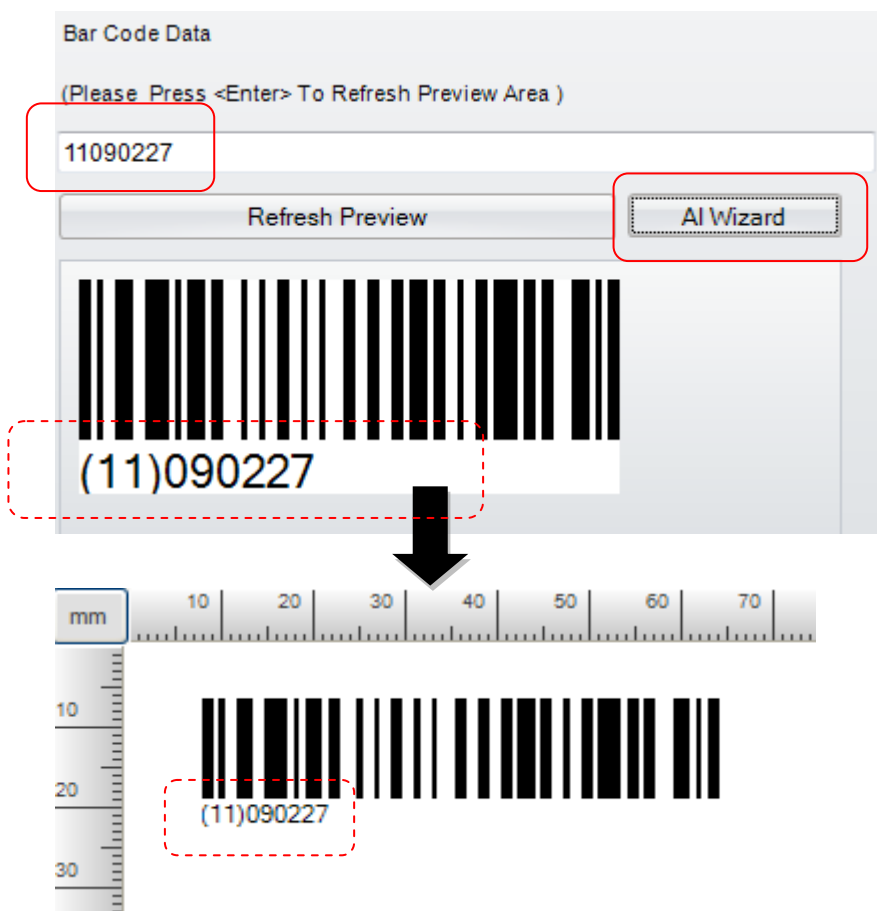 Bar Code Data
(Please Press <Enter> To Refresh Preview Area )
11090227
Refresh Preview AI Wizard
(11)090227
mm 10 20 30 40 50 60 70
10
20
(11)090227
30